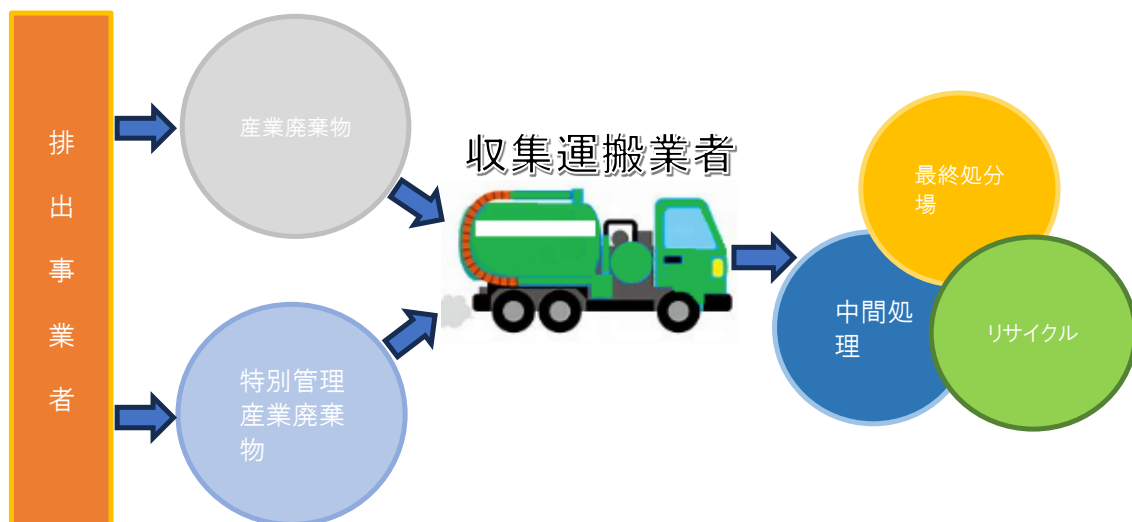 排出事業者
産業廃棄物
収集運搬業者
特別管理
産業廃棄
物
最終処分
場
中間処
理
リサイクル